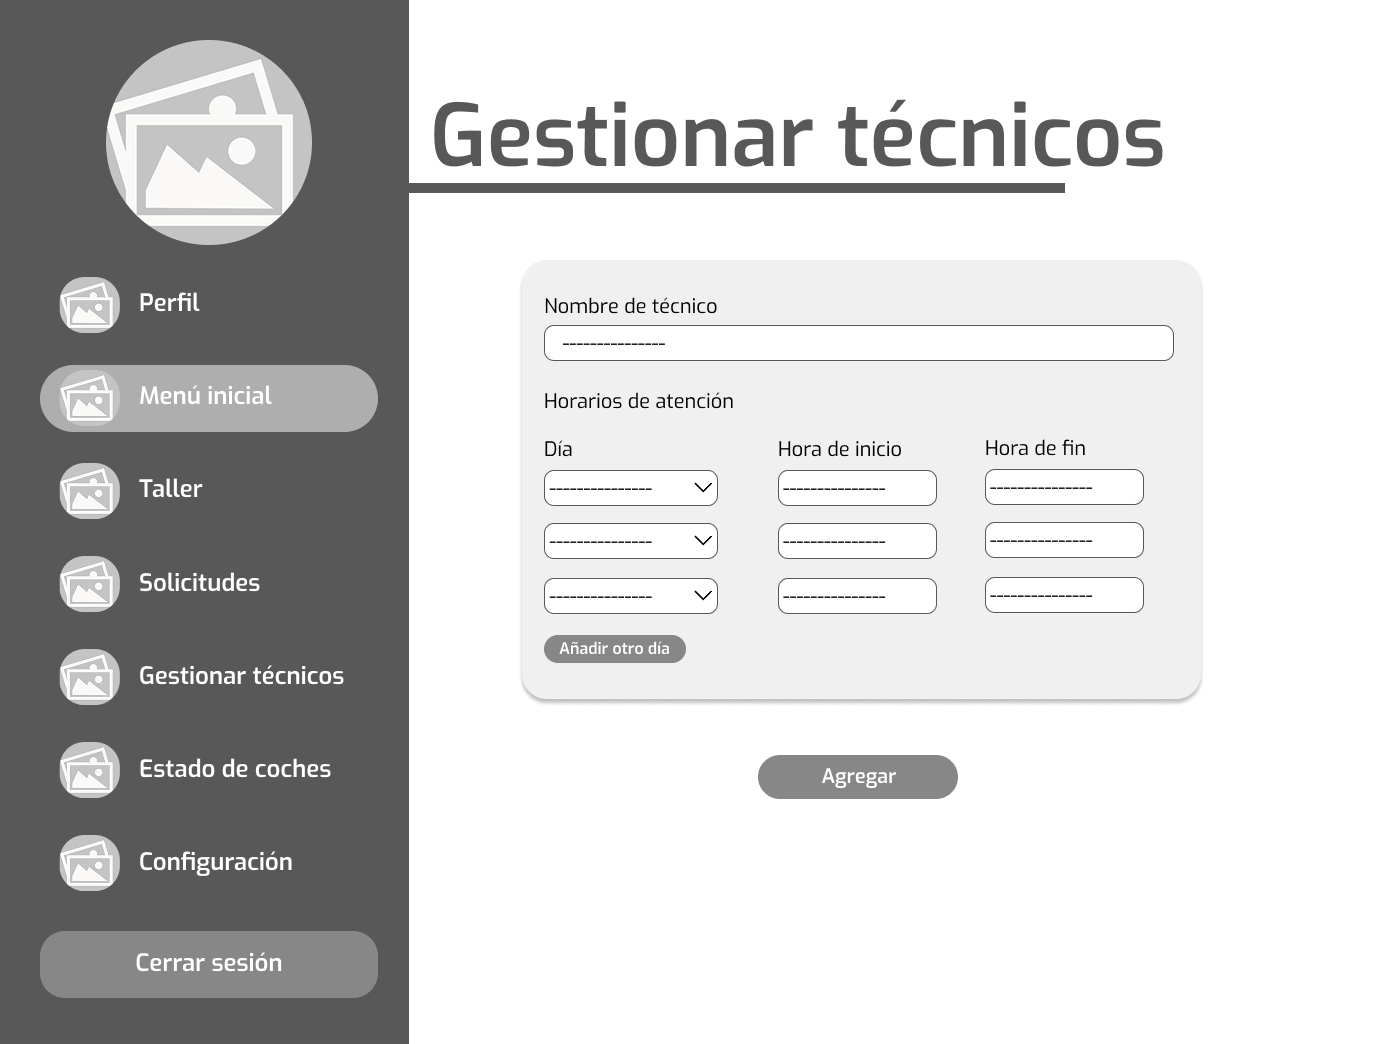 Gestionar técnicos
Perfil
Menú inicial
Taller
Solicitudes
Gestionar técnicos
Estado de coches
Configuración
Cerrar sesión
Nombre de técnico
---------------
Horarios de atención
Día Hora de inicio Hora de fin
--------------- --------------- ---------------
--------------- --------------- ---------------
--------------- --------------- ---------------
Añadir otro día
Agregar